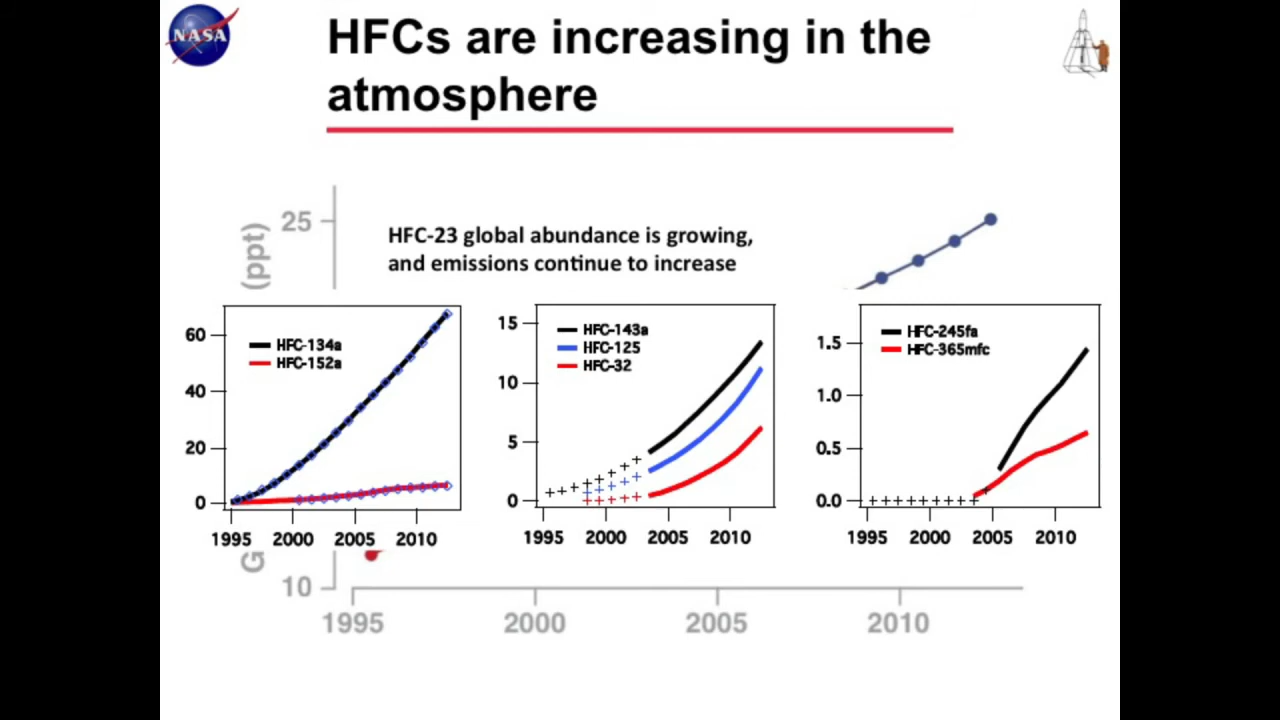 NASA
HFCs are increasing in the
atmosphere
25
(ppt)
HFC-23 global abundance is growing,
and emissions continue to increase
60
40
20
0
HFC-134a
HFC-152a
1995 2000 2005 2010
15
10
5
0
HFC-143a
HFC-125
HFC-32
1995 2000 2005 2010
1.5
1.0
0.5
0.0
HFC-245fa
HFC-365mfc
1995 2000 2005 2010
G
10
1995 2000 2005 2010